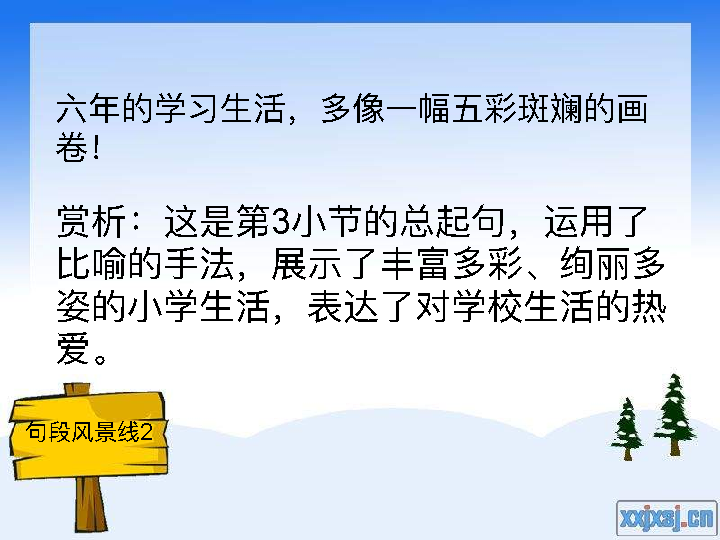 六年的学习生活，多像一幅五彩斑斓的画
卷！
赏析：这是第3小节的总起句，运用了
比喻的手法，展示了丰富多彩、绚丽多
姿的小学生活，表达了对学校生活的热
爱。
句段风景线2
xxjxsj.cn